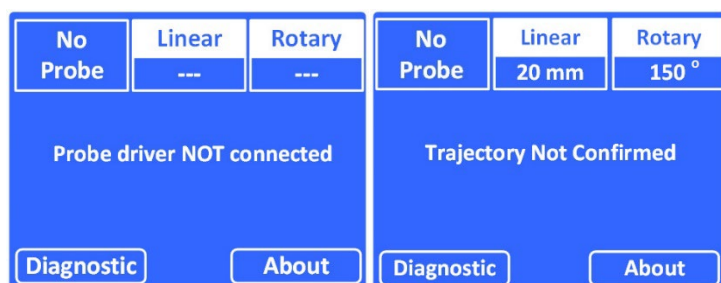 No Probe
Linear
Rotary
---
---
Probe driver NOT connected
Diagnostic
About
No Probe
Linear
Rotary
20 mm
150 °
Trajectory Not Confirmed
Diagnostic
About